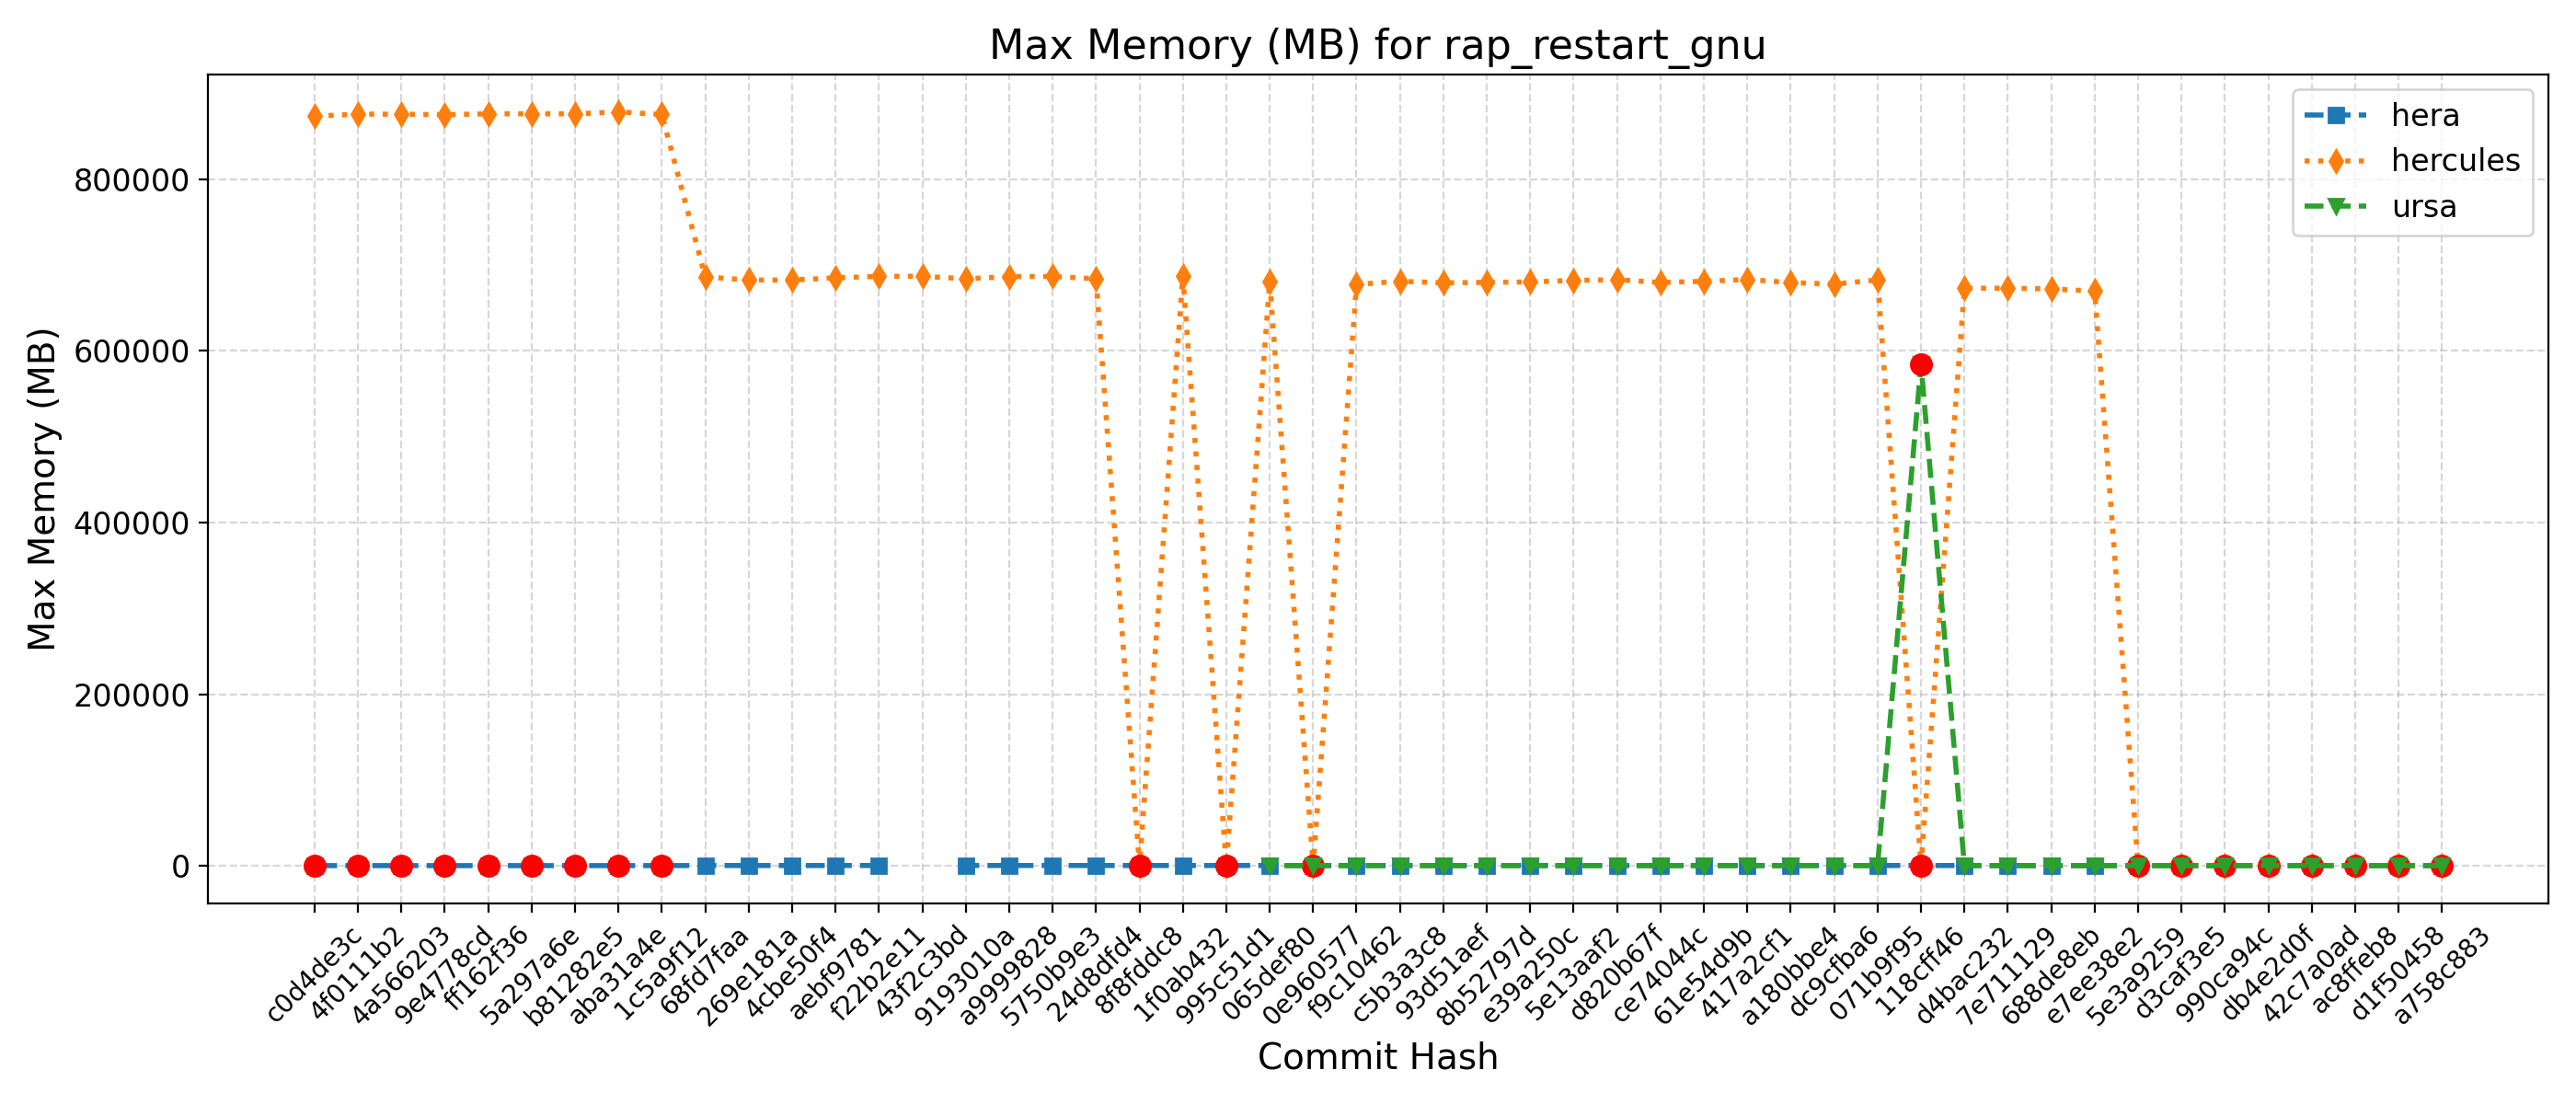 Max Memory (MB) for rap_restart_gnu
hera
hercules
ursa
Max Memory (MB)
800000
600000
400000
200000
0
c0d4de3c
4f0111b2
4a566203
9e4778cd
ff162f36
5a297a6e
b81282e5
aba31a4e
1c5a9f12
68fd7faa
269e181a
4cbe50f4
aebf9781
f22b2e11
43f2c3bd
9193010a
a9999828
5750b9e3
24d8dfd4
8f8fddc8
1f0ab432
995c51d1
065def80
0e960577
f9c10462
c5b3a3c8
93d51aef
8b52797d
e39a250c
5e13aaf2
d820b67f
ce74044c
61e54d9b
417a2cf1
a180bbe4
dc9cfba6
071b9f95
118cff46
d4bac232
7e711129
688de8eb
e7ee38e2
5e3a9259
d3caf3e5
990ca94c
db4e2d0f
42c7a0ad
ac8ffeb8
d1f50458
a758c883
Commit Hash